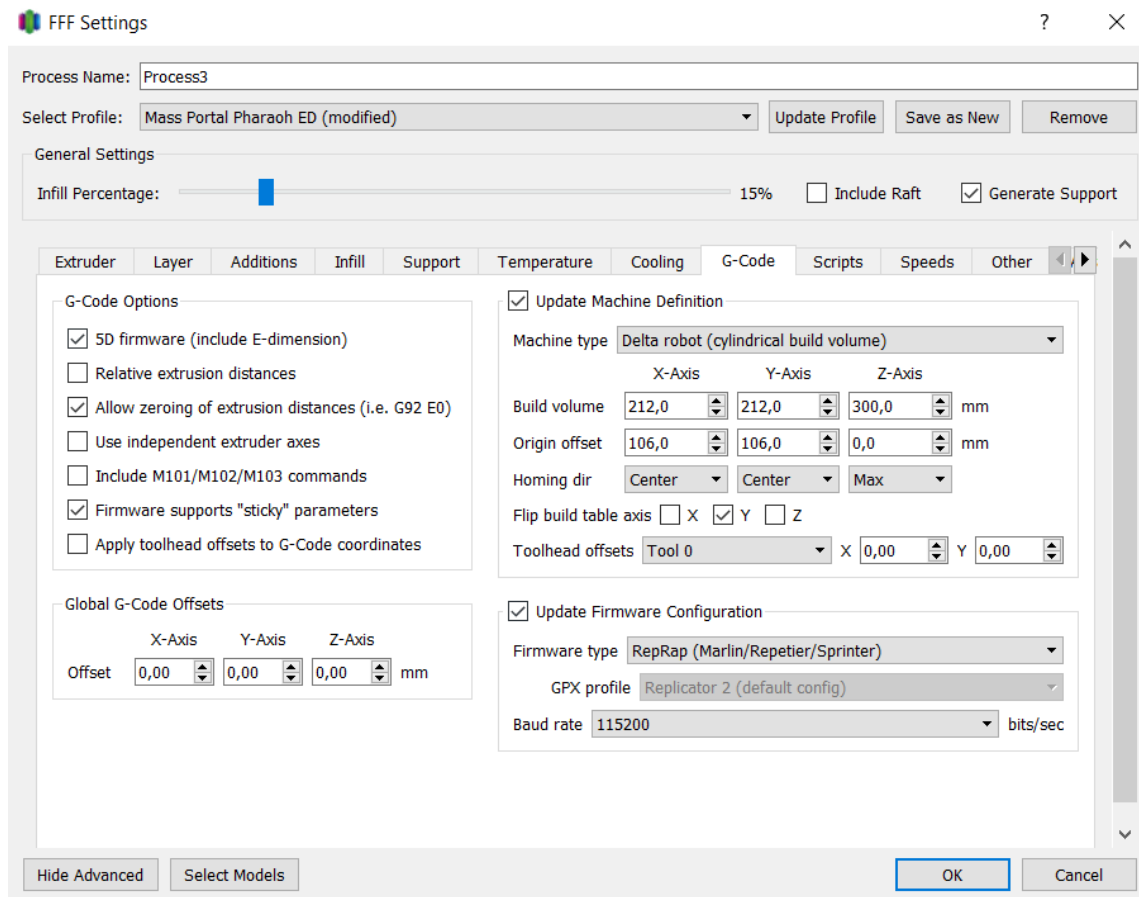 FFF Settings
Process Name: Process3
Select Profile: Mass Portal Pharaoh ED (modified) Update Profile Save as New Remove
General Settings
Infill Percentage: 15% Include Raft Generate Support
Extruder Layer Additions Infill Support Temperature Cooling G-Code Scripts Speeds Other
G-Code Options
5D firmware (include E-dimension)
Relative extrusion distances
Allow zeroing of extrusion distances (i.e. G92 E0)
Use independent extruder axes
Include M101/M102/M103 commands
Firmware supports "sticky" parameters
Apply toolhead offsets to G-Code coordinates
Global G-Code Offsets
X-Axis Y-Axis Z-Axis
Offset 0,00 0,00 0,00 mm
Update Machine Definition
Machine type Delta robot (cylindrical build volume)
X-Axis Y-Axis Z-Axis
Build volume 212,0 212,0 300,0 mm
Origin offset 106,0 106,0 0,0 mm
Homing dir Center Center Max
Flip build table axis X Y Z
Toolhead offsets Tool 0 X 0,00 Y 0,00
Update Firmware Configuration
Firmware type RepRap (Marlin/Repetier/Sprinter)
GPX profile Replicator 2 (default config)
Baud rate 115200 bits/sec
Hide Advanced Select Models OK Cancel